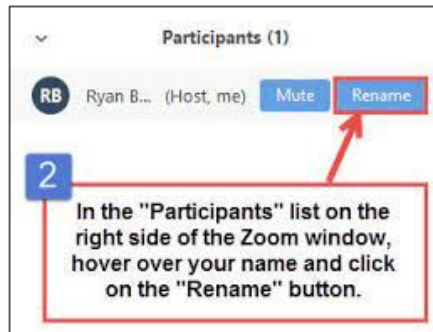 Participants (1)
RB Ryan B... (Host, me) Mute Rename
2
In the "Participants" list on the
right side of the Zoom window,
hover over your name and click
on the "Rename" button.